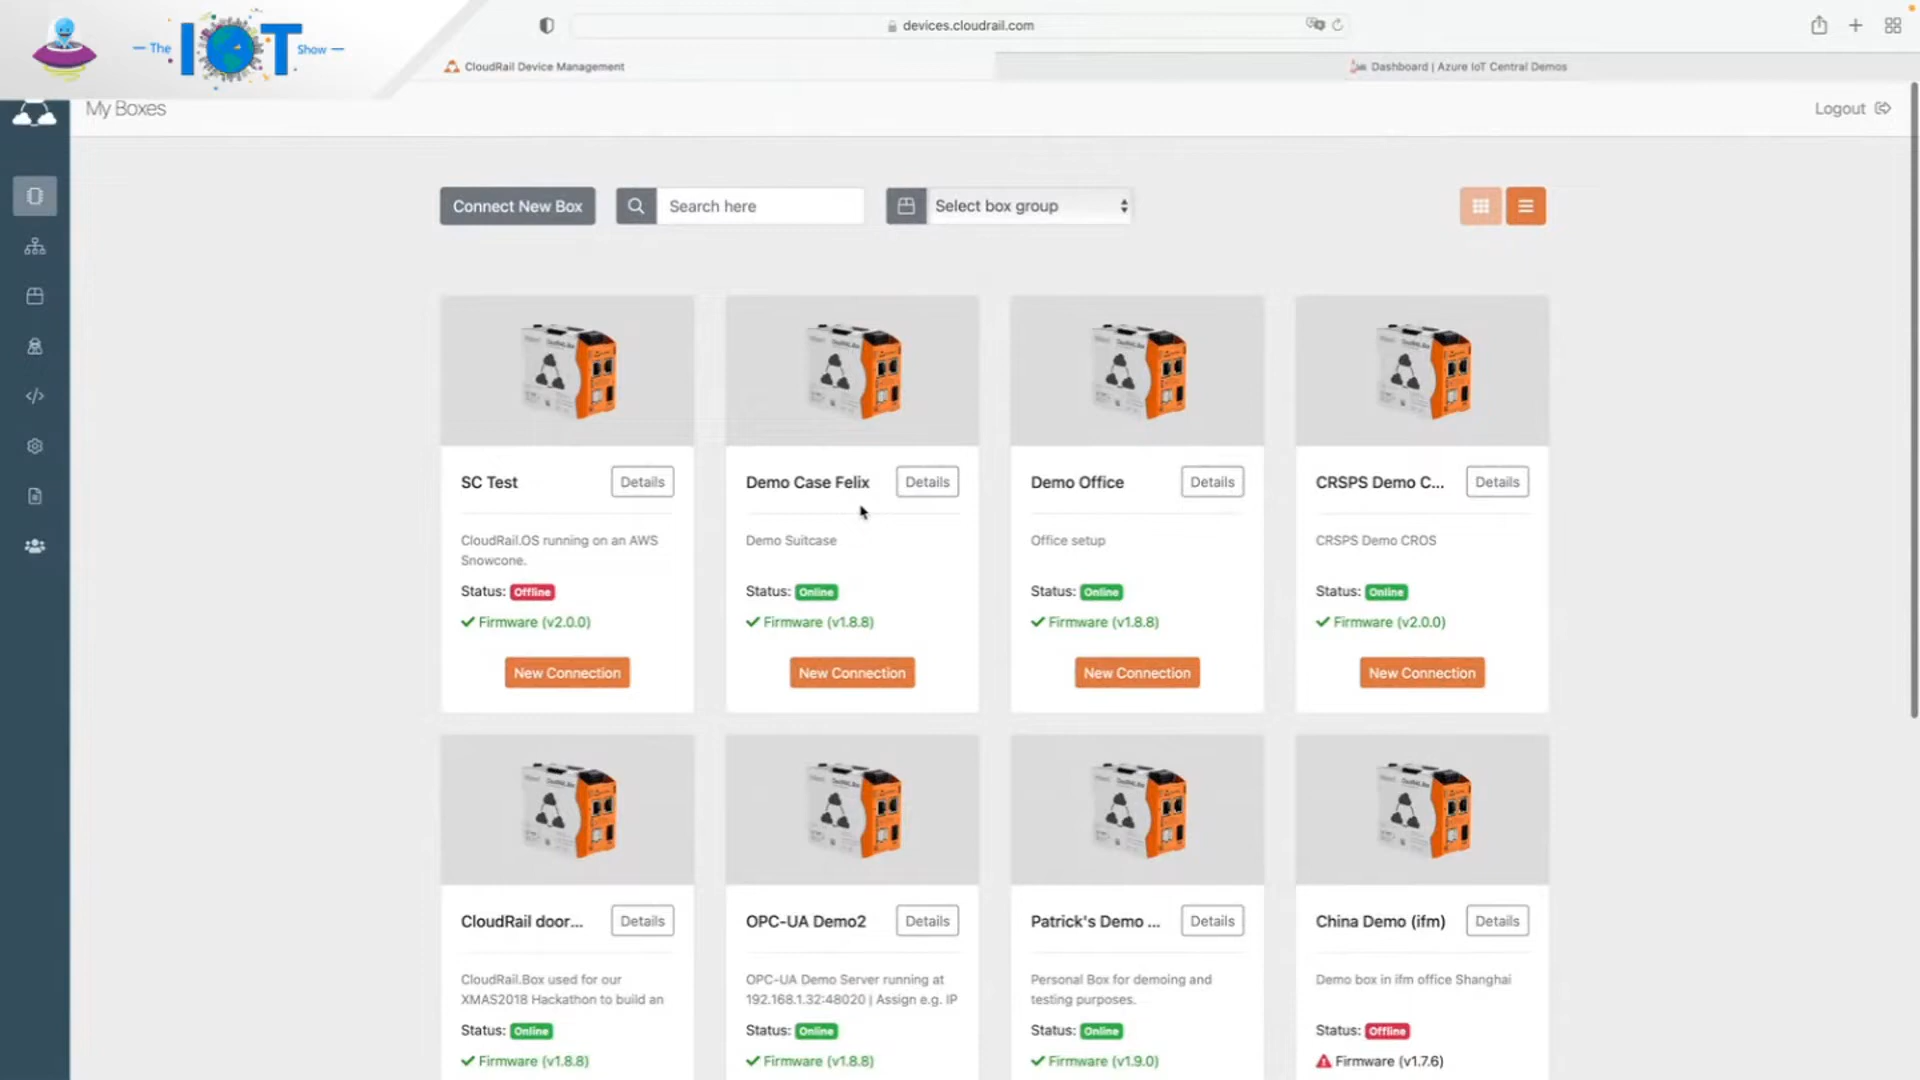 The IOT Show
devices.cloudrail.com
CloudRail Device Management
Dashboard | Azure IoT Central Demos
My Boxes
Logout
Connect New Box
Search here
Select box group
SC Test
Details
CloudRail.OS running on an AWS
Snowcone.
Status: Offline
Firmware (v2.0.0)
New Connection
Demo Case Felix
Details
Demo Suitcase
Status: Online
Firmware (v1.8.8)
New Connection
Demo Office
Details
Office setup
Status: Online
Firmware (v1.8.8)
New Connection
CRSPS Demo C...
Details
CRSPS Demo CROS
Status: Online
Firmware (v2.0.0)
New Connection
CloudRail door...
Details
CloudRail.Box used for our
XMAS2018 Hackathon to build an
Status: Online
Firmware (v1.8.8)
OPC-UA Demo2
Details
OPC-UA Demo Server running at
192.168.1.32:48020 | Assign e.g. IP
Status: Online
Firmware (v1.8.8)
Patrick's Demo ...
Details
Personal Box for demoing and
testing purposes.
Status: Online
Firmware (v1.9.0)
China Demo (ifm)
Details
Demo box in ifm office Shanghai
Status: Offline
Firmware (v1.7.6)